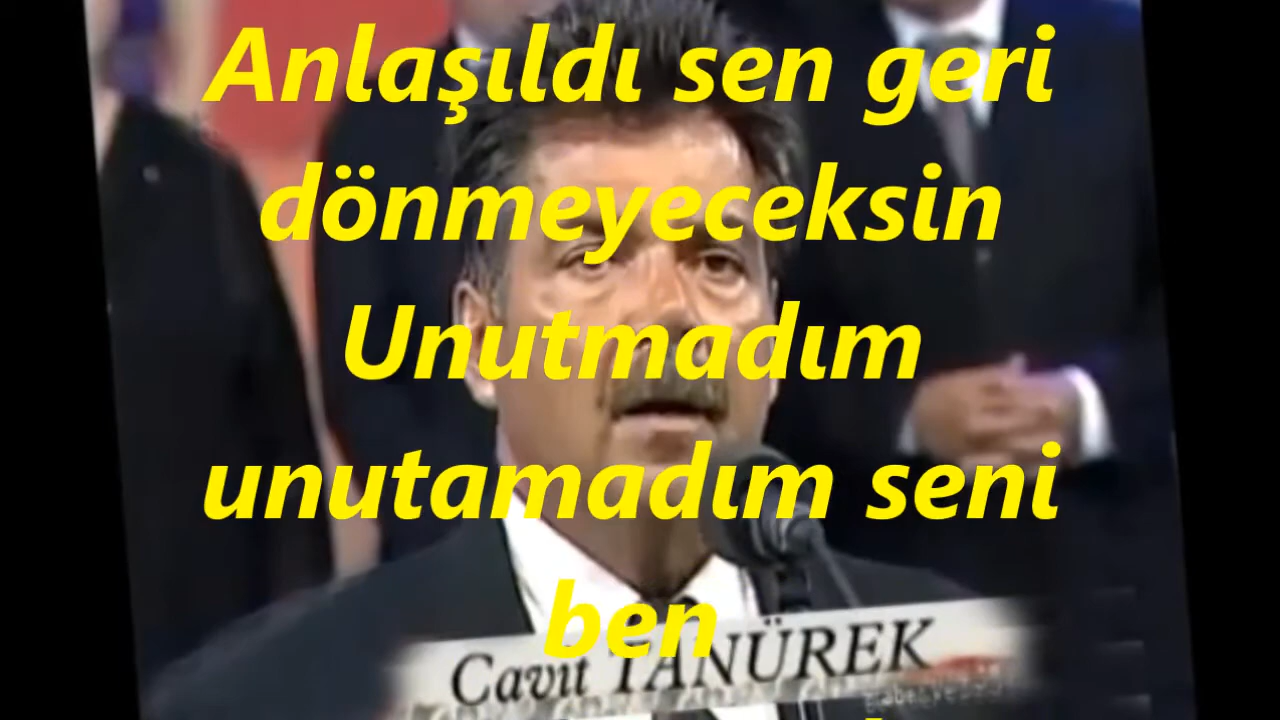 Anlaşıldı sen geri
dönmeyeceksin
Unutmadım
unutamadım seni
ben
Cavit TANÜREK